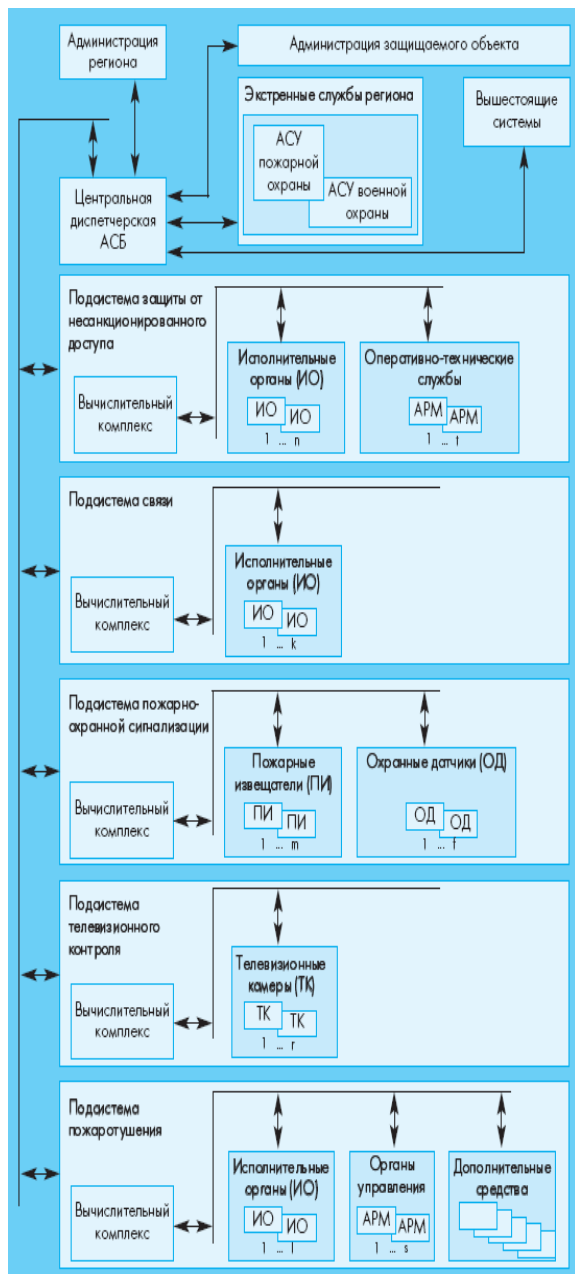 Администрация
региона
Администрация защищаемого объекта
Экстренные службы региона
АСУ
пожарной
охраны
АСУ военной
охраны
Вышестоящие
системы
Центральная
диспетчерская
АСБ
Подсистема защиты от
несанкционированного
доступа
Вычислительный
комплекс
Исполнительные
органы (ИО)
ИО
ИО
1 ... n
Оперативно-технические
службы
АРМ
АРМ
1 ... t
Подсистема связи
Вычислительный
комплекс
Исполнительные
органы (ИО)
ИО
ИО
1 ... k
Подсистема пожарно-
охранной сигнализации
Вычислительный
комплекс
Пожарные
извещатели (ПИ)
ПИ
ПИ
1 ... m
Охранные датчики (ОД)
ОД
ОД
1 ... f
Подсистема
телевизионного
контроля
Вычислительный
комплекс
Телевизионные
камеры (ТК)
ТК
ТК
1 ... r
Подсистема
пожаротушения
Вычислительный
комплекс
Исполнительные
органы (ИО)
ИО
ИО
1 ... l
Органы
управления
АРМ
АРМ
1 ... s
Дополнительные
средства